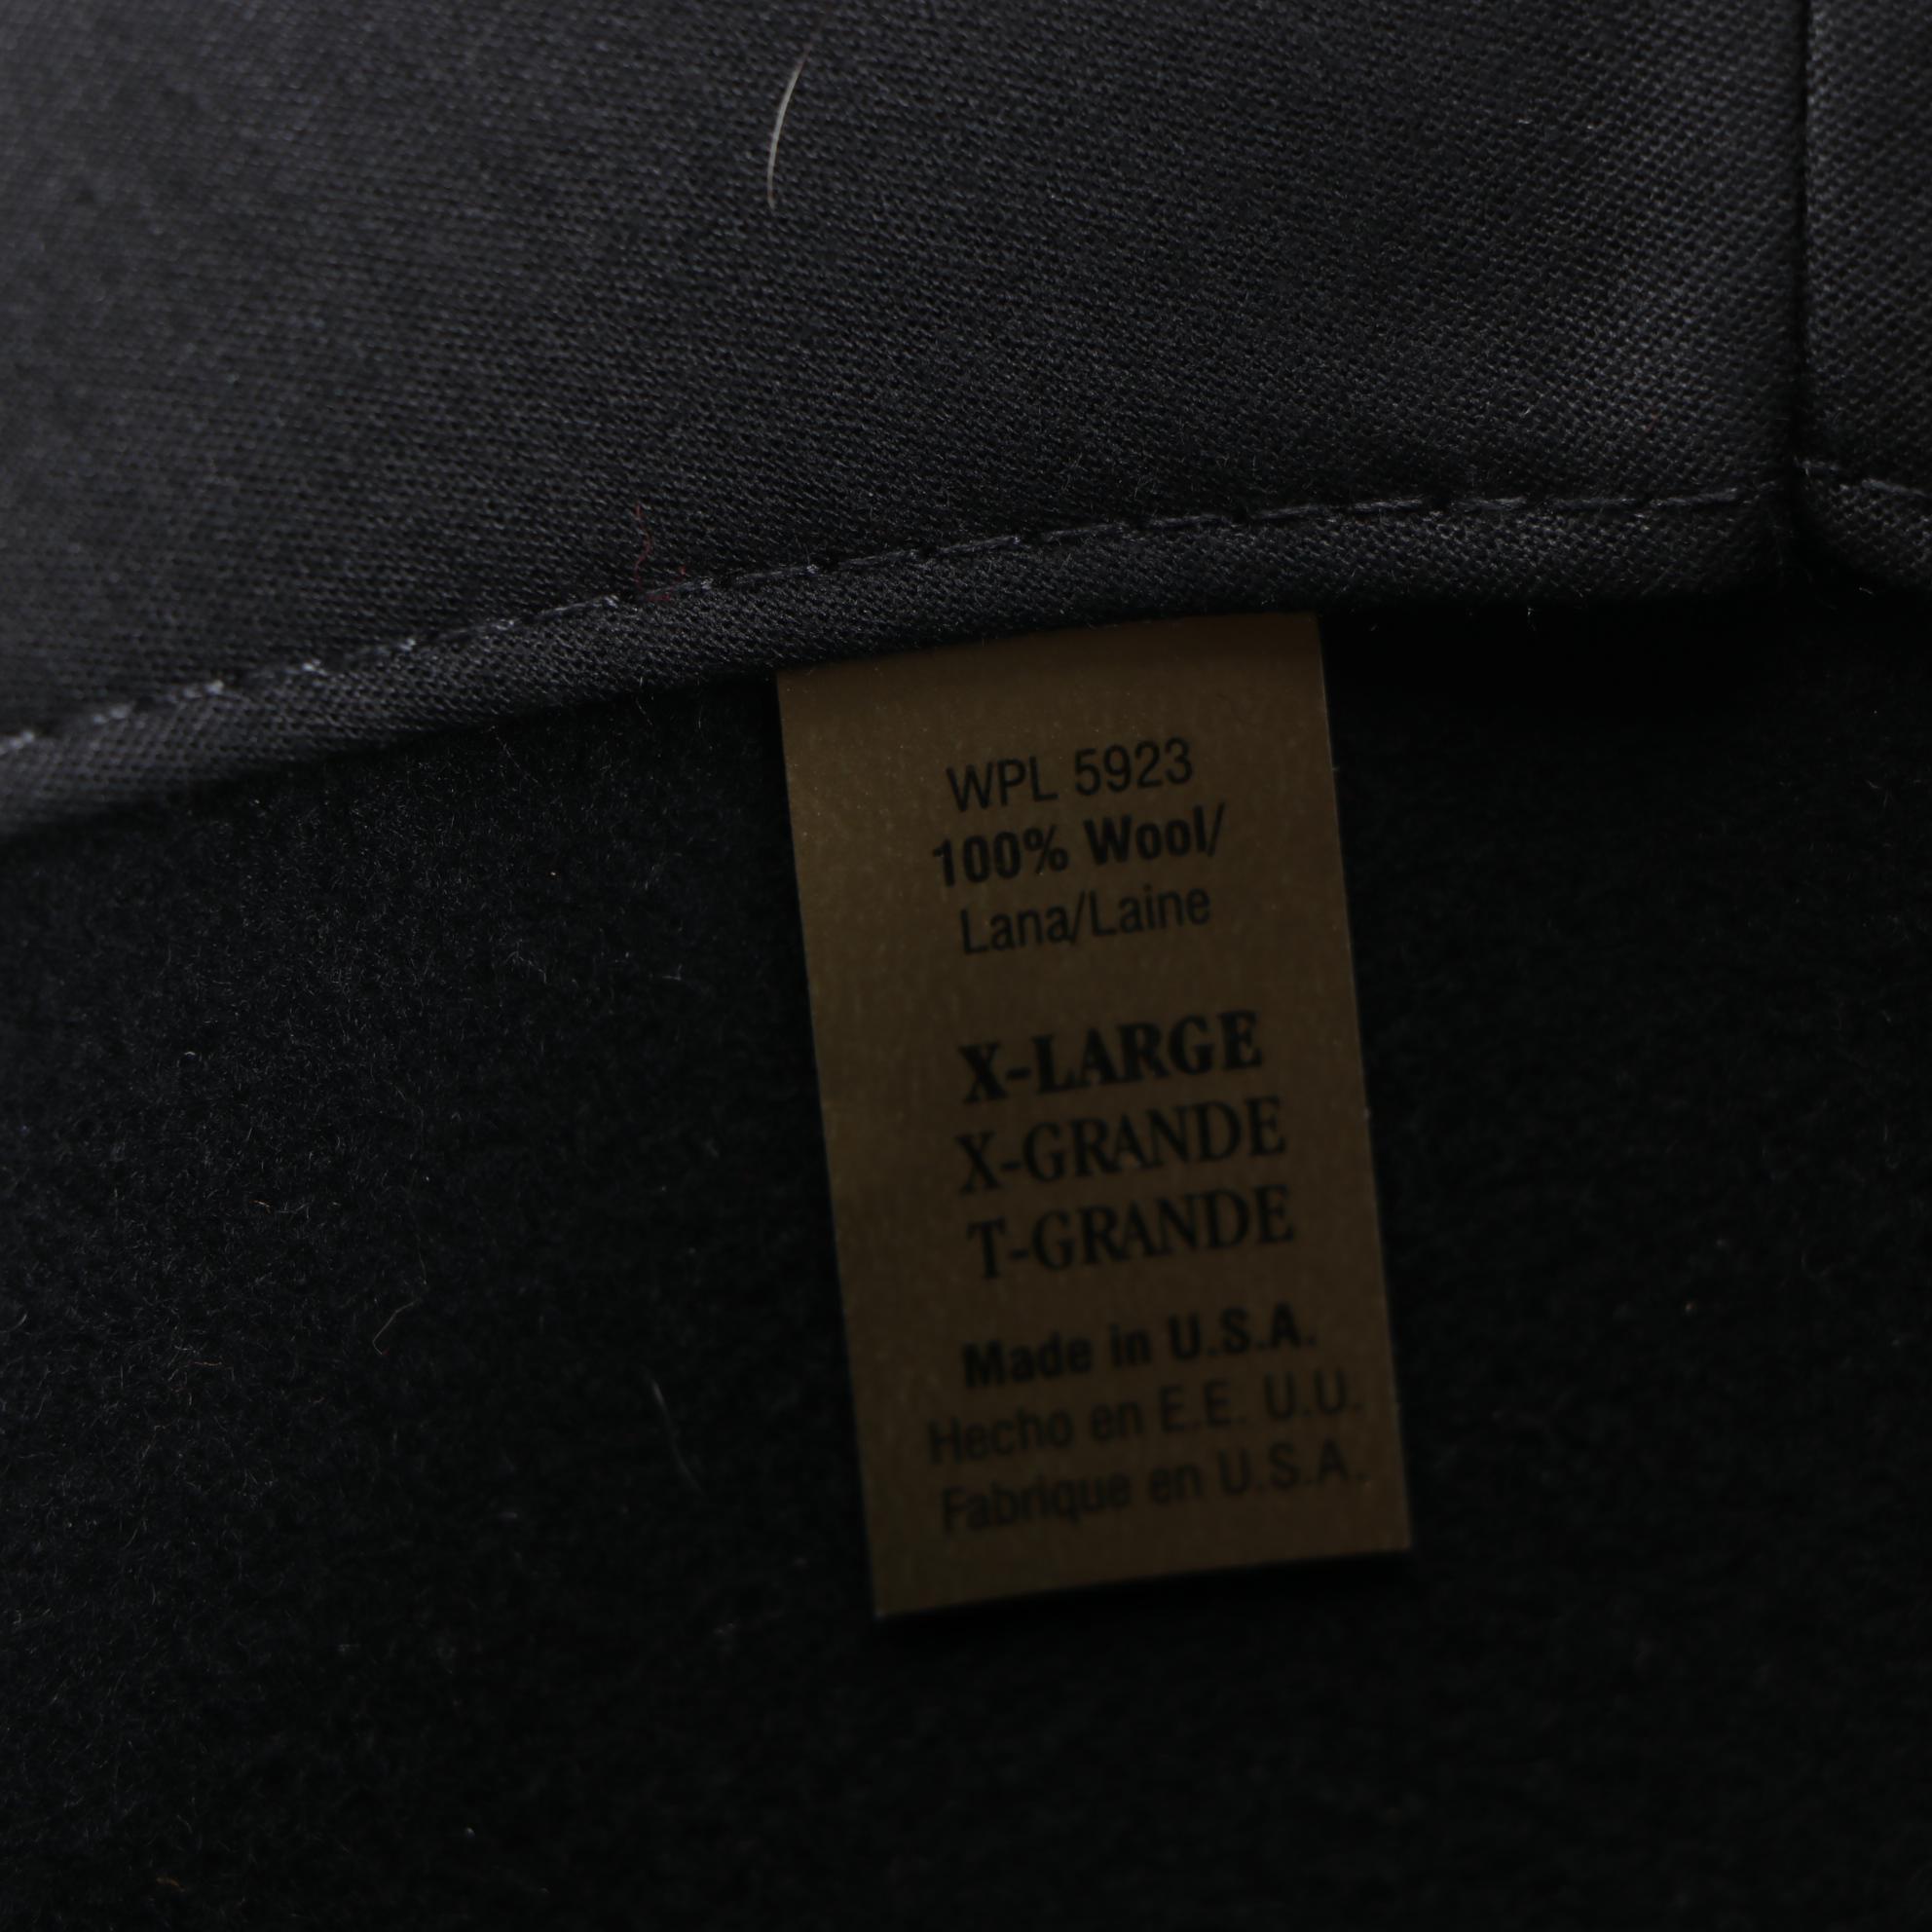 WPL 5923
100% Wool/
Lana/Laine
X-LARGE
X-GRANDE
T-GRANDE
Made in U.S.A.
Hecho en E.E. U.U.
Fabrique en U.S.A.